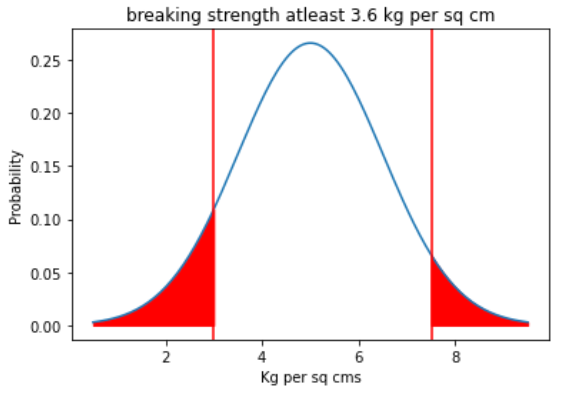 breaking strength atleast 3.6 kg per sq cm
0.25
0.20
0.15
0.10
0.05
0.00
Probability
2 4 6 8
Kg per sq cms